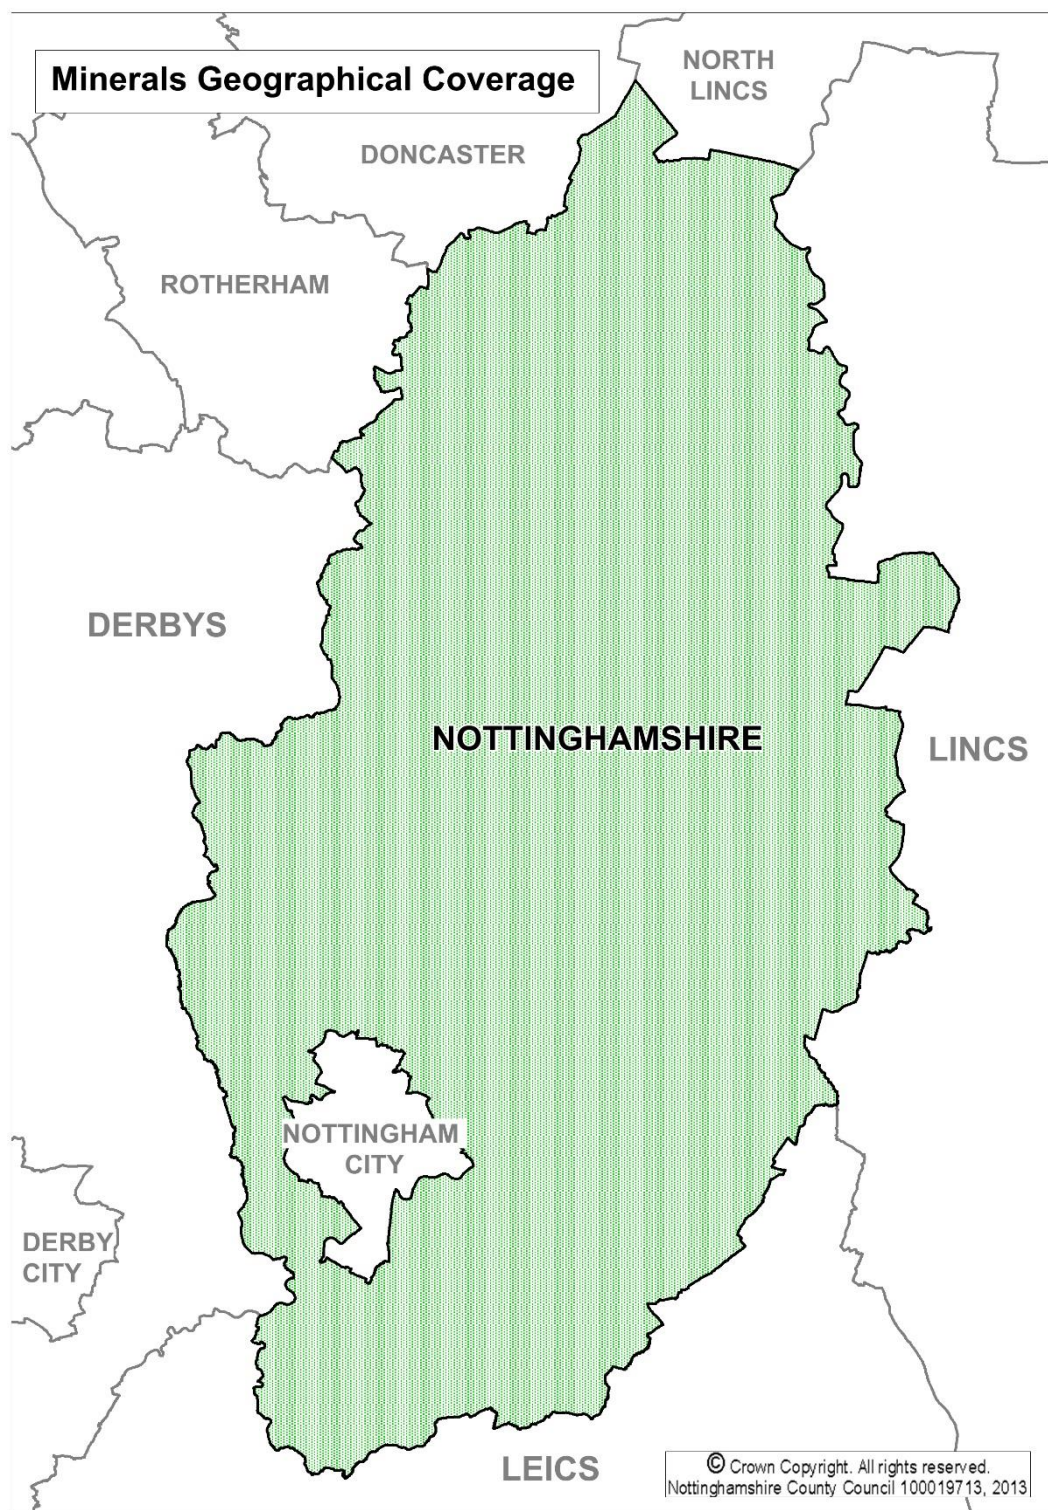 Minerals Geographical Coverage
NORTH
LINCS
DONCASTER
ROTHERHAM
DERBYS
NOTTINGHAMSHIRE
LINCS
NOTTINGHAM
CITY
DERBY
CITY
LEICS
© Crown Copyright. All rights reserved.
Nottinghamshire County Council 100019713, 2013